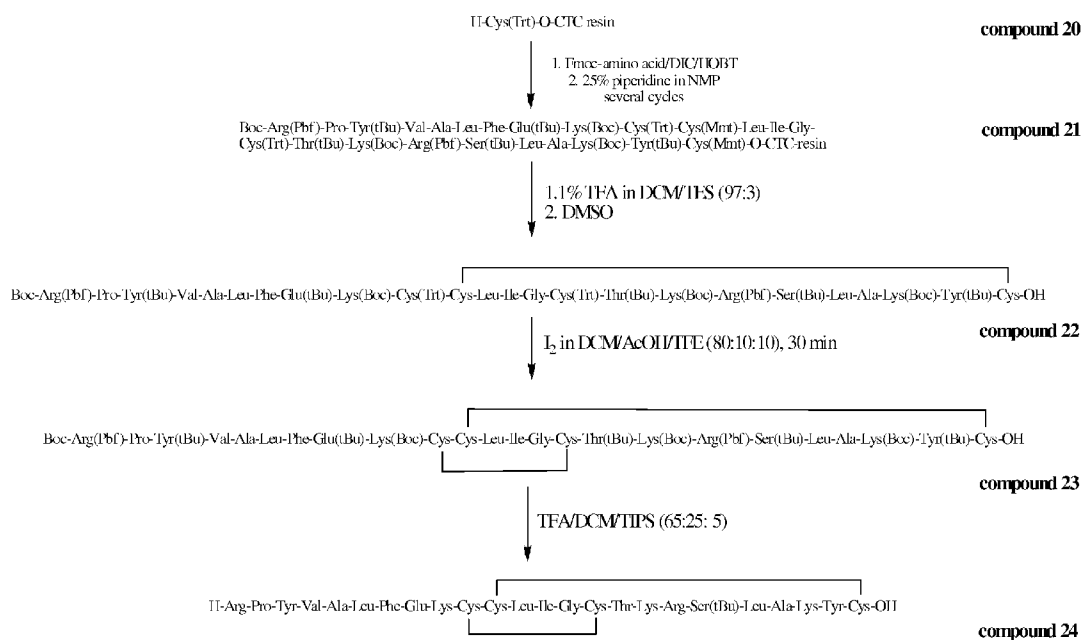 H-Cys(Trt)-O-CTC resin
compound 20
1. Fmoc-amino acid/DIC/HOBT
2. 25% piperidine in NMP
several cycles
Boc-Arg(Pbf)-Pro-Tyr(tBu)-Val-Ala-Leu-Phe-Glu(tBu)-Lys(Boc)-Cys(Trt)-Cys(Mmt)-Leu-Ile-Gly-
Cys(Trt)-Thr(tBu)-Lys(Boc)-Arg(Pbf)-Ser(tBu)-Leu-Ala-Lys(Boc)-Tyr(tBu)-Cys(Mmt)-O-CTC-resin
compound 21
1.1% TFA in DCM/TES (97:3)
2. DMSO
Boc-Arg(Pbf)-Pro-Tyr(tBu)-Val-Ala-Leu-Phe-Glu(tBu)-Lys(Boc)-Cys(Trt)-Cys-Leu-Ile-Gly-Cys(Trt)-Thr(tBu)-Lys(Boc)-Arg(Pbf)-Ser(tBu)-Leu-Ala-Lys(Boc)-Tyr(tBu)-Cys-OH
compound 22
I2 in DCM/AcOH/TFE (80:10:10), 30 min
Boc-Arg(Pbf)-Pro-Tyr(tBu)-Val-Ala-Leu-Phe-Glu(tBu)-Lys(Boc)-Cys-Cys-Leu-Ile-Gly-Cys-Thr(tBu)-Lys(Boc)-Arg(Pbf)-Ser(tBu)-Leu-Ala-Lys(Boc)-Tyr(tBu)-Cys-OH
compound 23
TFA/DCM/TIPS (65:25: 5)
H-Arg-Pro-Tyr-Val-Ala-Leu-Phe-Glu-Lys-Cys-Cys-Leu-Ile-Gly-Cys-Thr-Lys-Arg-Ser(tBu)-Leu-Ala-Lys-Tyr-Cys-OH
compound 24